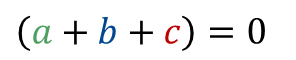 (a + b + c) = 0